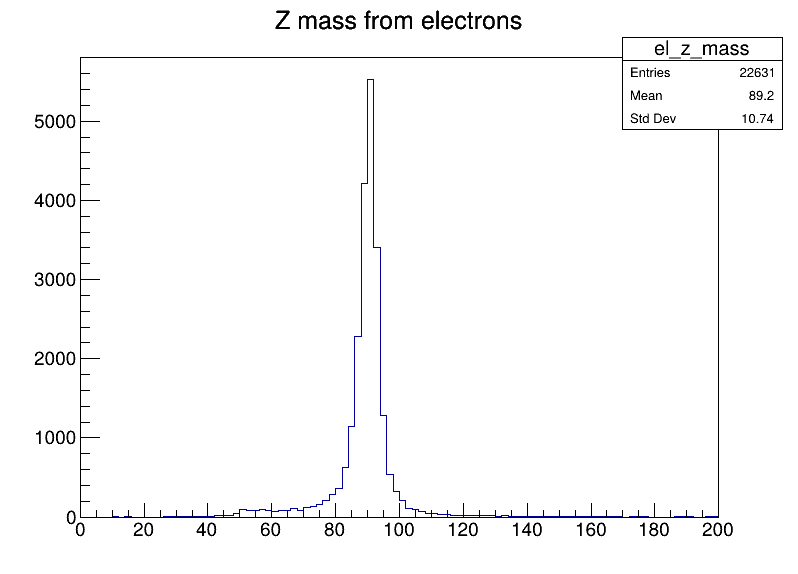 Z mass from electrons
el_z_mass
Entries 22631
Mean 89.2
Std Dev 10.74
5000
4000
3000
2000
1000
0
0 20 40 60 80 100 120 140 160 180 200